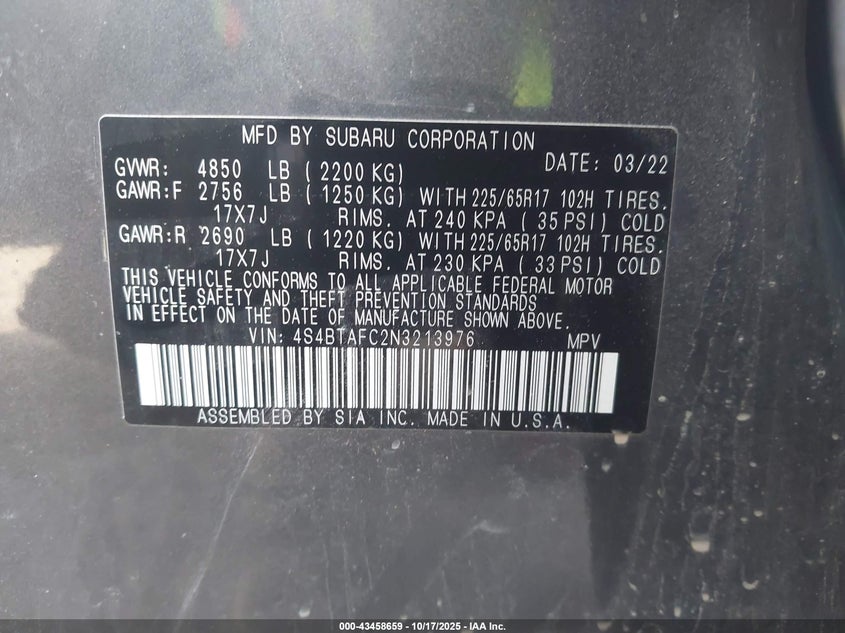 MFD BY SUBARU CORPORATION DATE: 03/22
GVWR: 4850 LB ( 2200 KG)
GAWR:F 2756 LB ( 1250 KG) WITH 225/65R17 102H TIRES.
17X7J RIMS. AT 240 KPA ( 35 PSI) COLD
GAWR:R 2690 LB ( 1220 KG) WITH 225/65R17 102H TIRES.
17X7J RIMS. AT 230 KPA ( 33 PSI) COLD
THIS VEHICLE CONFORMS TO ALL APPLICABLE FEDERAL MOTOR
VEHICLE SAFETY AND THEFT PREVENTION STANDARDS
IN EFFECT ON THE DATE OF MANUFACTURE SHOWN ABOVE.
VIN: 4S4BTAFC2N3213976 MPV
ASSEMBLED BY SIA INC. MADE IN U.S.A.
000-43458659 - 10/17/2025 - IAA Inc.